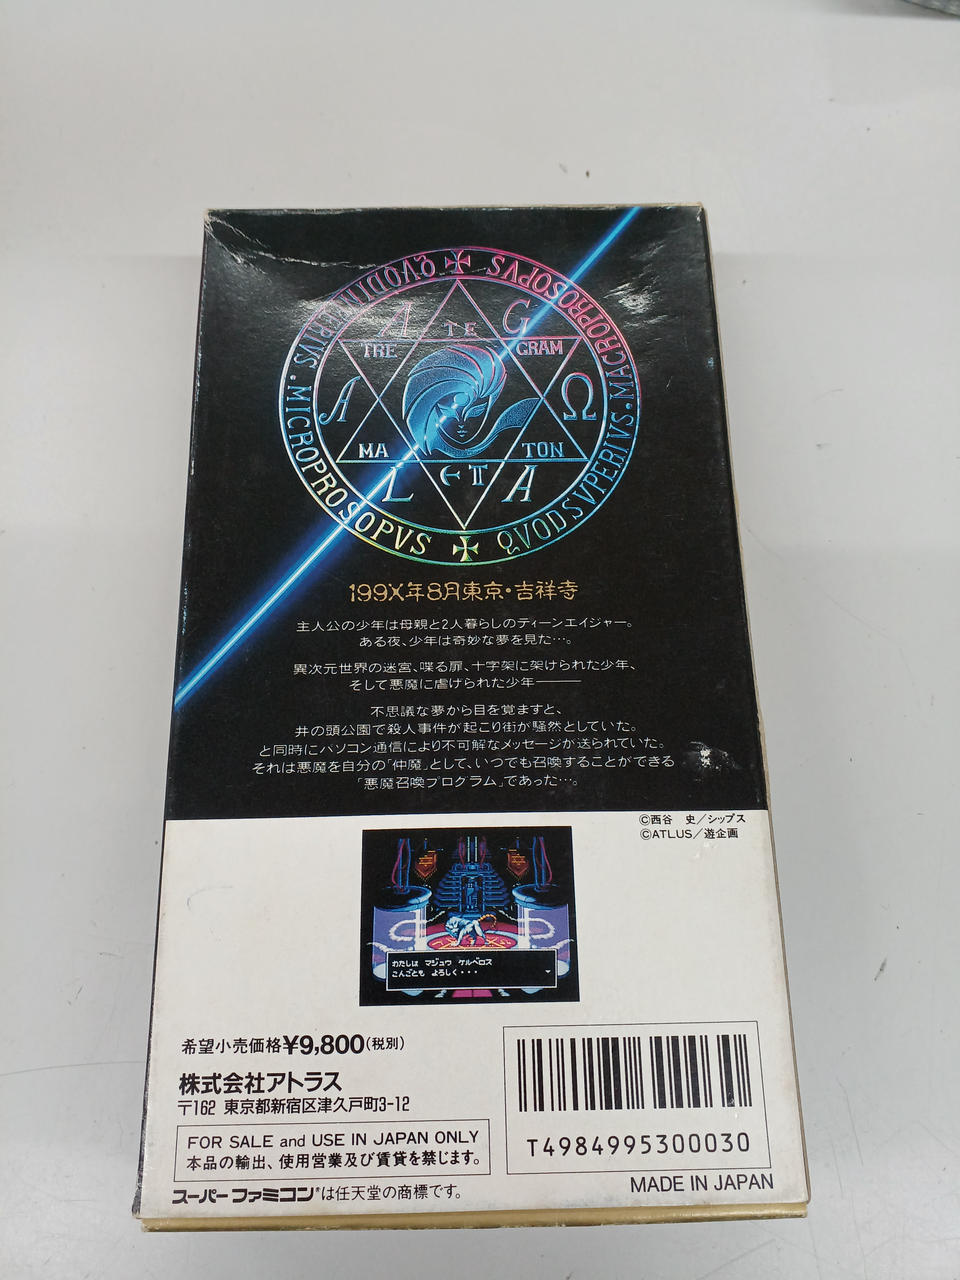 QVODINFERIVS . MICROPROSOPVS ✠ QVODSVPERIVS . MACROPROSOPVS ✠
A TE G
TRE GRAM
A Ω
MA TON
L A
199X年8月東京・吉祥寺
主人公の少年は母親と2人暮らしのティーンエイジャー。
ある夜、少年は奇妙な夢を見た…。
異次元世界の迷宮、喋る扉、十字架に架けられた少年、
そして悪魔に虐げられた少年───
不思議な夢から目を覚ますと、
井の頭公園で殺人事件が起こり街が騒然としていた。
と同時にパソコン通信により不可解なメッセージが送られていた。
それは悪魔を自分の「仲魔」として、いつでも召喚することができる
「悪魔召喚プログラム」であった…。
©西谷 史／シップス
©ATLUS／遊企画
わたしは マジュウ ケルベロス
こんごとも よろしく・・・
希望小売価格¥9,800(税別)
株式会社アトラス
〒162 東京都新宿区津久戸町3-12
FOR SALE and USE IN JAPAN ONLY
本品の輸出、使用営業及び賃貸を禁じます。
スーパーファミコン®は任天堂の商標です。
T4984995300030
MADE IN JAPAN